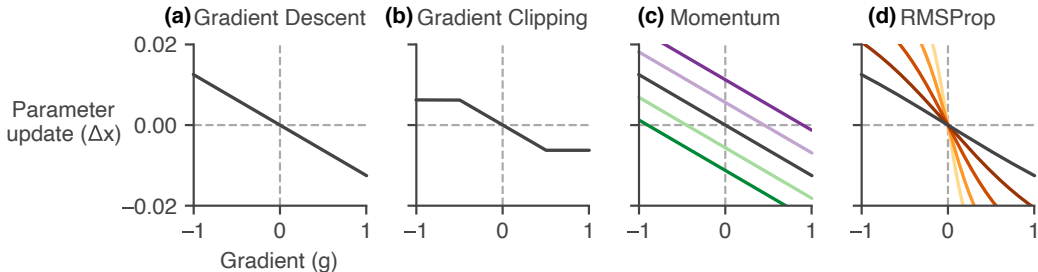 (a) Gradient Descent
(b) Gradient Clipping
(c) Momentum
(d) RMSProp
0.02
0.00
−0.02
Parameter
update (Δx)
−1 0 1
−1 0 1
−1 0 1
−1 0 1
Gradient (g)